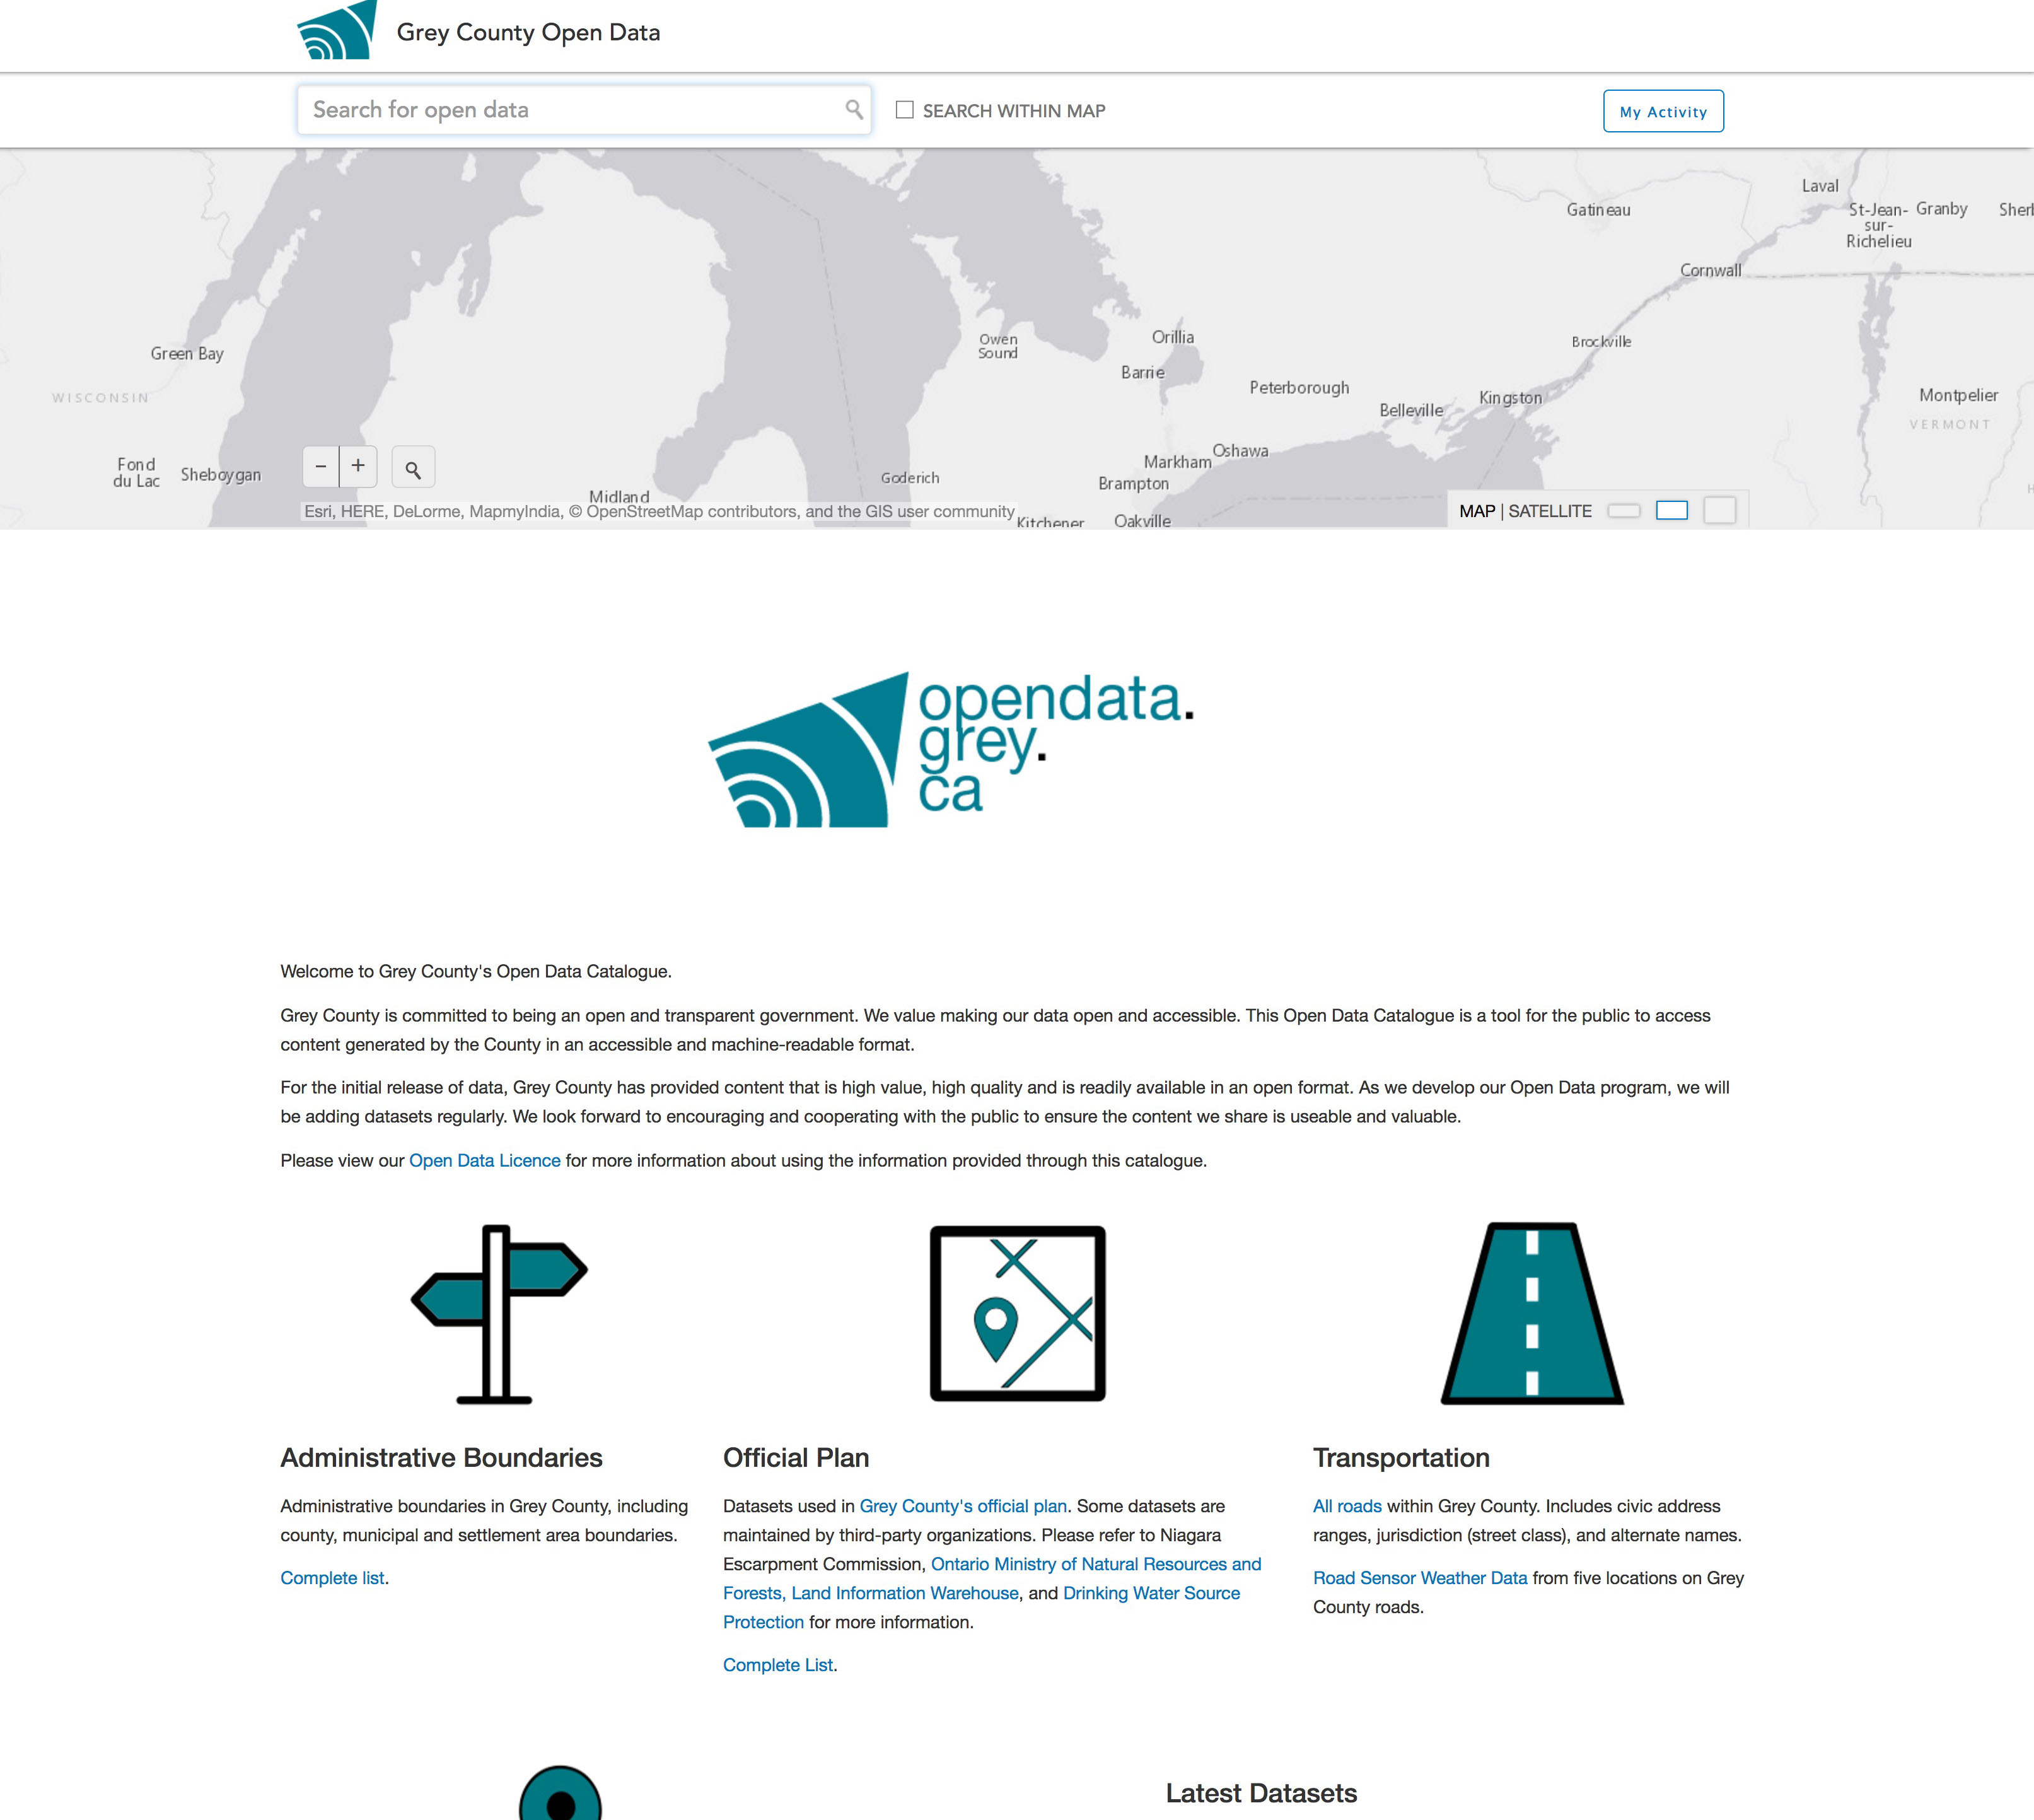 Grey County Open Data
Search for open data
SEARCH WITHIN MAP
My Activity
Laval
Gatineau
St-Jean-
sur-
Richelieu
Granby
Cornwall
Orillia
Owen
Sound
Brockville
Green Bay
Barrie
Peterborough
Kingston
WISCONSIN
Montpelier
Belleville
VERMONT
Oshawa
Markham
Fond
du Lac
Sheboygan
Goderich
Brampton
Midland
Esri, HERE, DeLorme, MapmyIndia, © OpenStreetMap contributors, and the GIS user community
Kitchener
Oakville
MAP | SATELLITE
opendata.
grey.
ca
Welcome to Grey County's Open Data Catalogue.
Grey County is committed to being an open and transparent government. We value making our data open and accessible. This Open Data Catalogue is a tool for the public to access
content generated by the County in an accessible and machine-readable format.
For the initial release of data, Grey County has provided content that is high value, high quality and is readily available in an open format. As we develop our Open Data program, we will
be adding datasets regularly. We look forward to encouraging and cooperating with the public to ensure the content we share is useable and valuable.
Please view our Open Data Licence for more information about using the information provided through this catalogue.
Administrative Boundaries
Administrative boundaries in Grey County, including
county, municipal and settlement area boundaries.
Complete list.
Official Plan
Datasets used in Grey County's official plan. Some datasets are
maintained by third-party organizations. Please refer to Niagara
Escarpment Commission, Ontario Ministry of Natural Resources and
Forests, Land Information Warehouse, and Drinking Water Source
Protection for more information.
Complete List.
Transportation
All roads within Grey County. Includes civic address
ranges, jurisdiction (street class), and alternate names.
Road Sensor Weather Data from five locations on Grey
County roads.
Latest Datasets